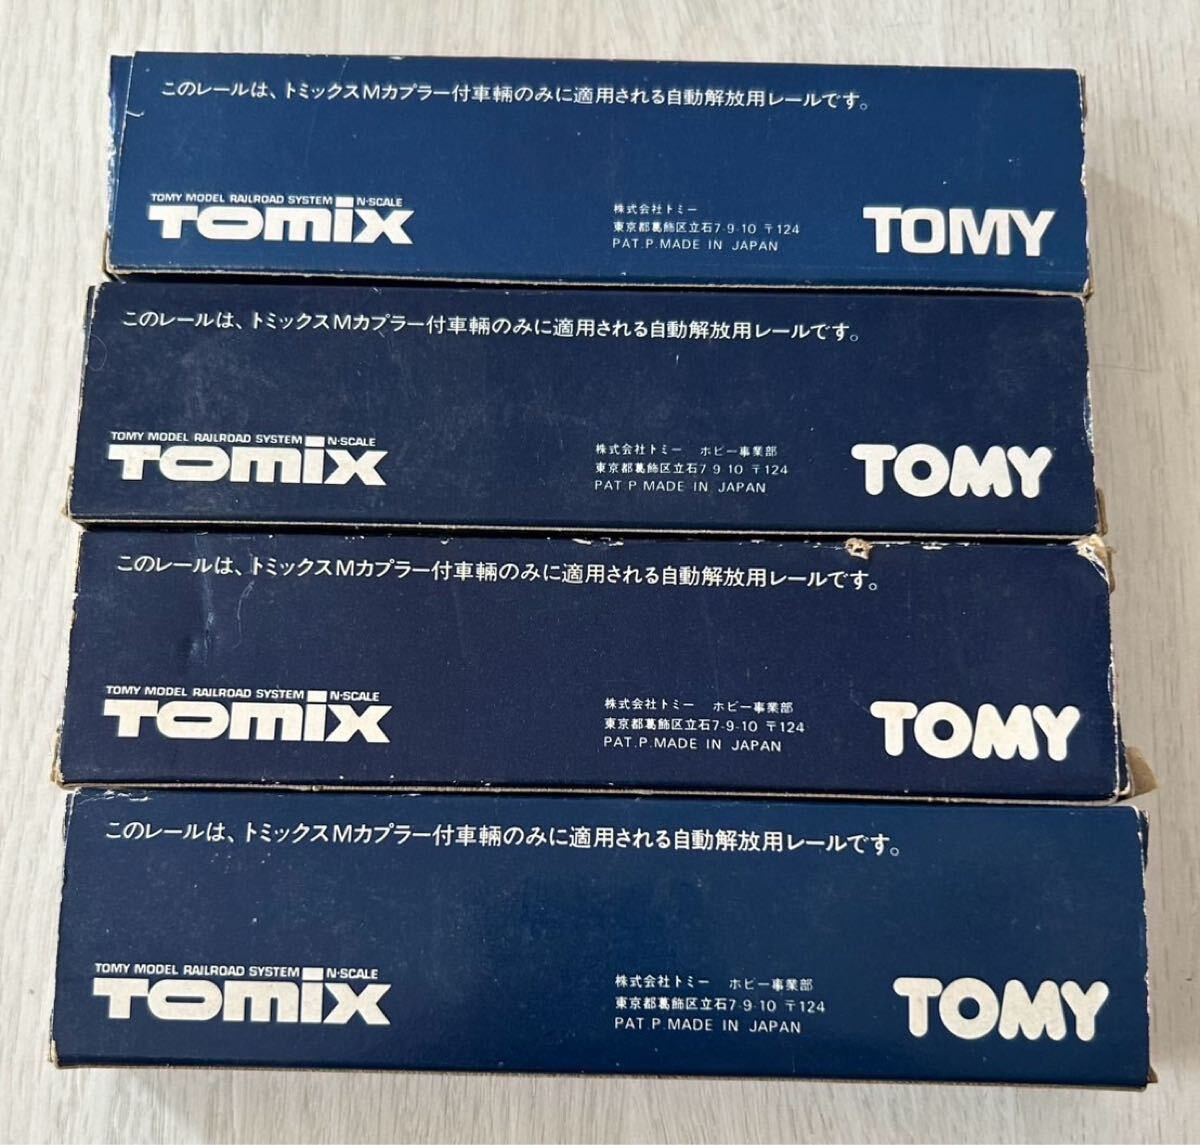 このレールは、トミックスMカプラー付車輛のみに適用される自動解放用レールです。
TOMY MODEL RAILROAD SYSTEM N-SCALE
TOMIX
株式会社トミー
東京都葛飾区立石7-9-10 〒124
PAT. P. MADE IN JAPAN
TOMY
このレールは、トミックスMカプラー付車輛のみに適用される自動解放用レールです。
TOMY MODEL RAILROAD SYSTEM N-SCALE
TOMIX
株式会社トミー ホビー事業部
東京都葛飾区立石7-9-10 〒124
PAT. P. MADE IN JAPAN
TOMY
このレールは、トミックスMカプラー付車輛のみに適用される自動解放用レールです。
TOMY MODEL RAILROAD SYSTEM N-SCALE
TOMIX
株式会社トミー ホビー事業部
東京都葛飾区立石7-9-10 〒124
PAT. P. MADE IN JAPAN
TOMY
このレールは、トミックスMカプラー付車輛のみに適用される自動解放用レールです。
TOMY MODEL RAILROAD SYSTEM N-SCALE
TOMIX
株式会社トミー ホビー事業部
東京都葛飾区立石7-9-10 〒124
PAT. P. MADE IN JAPAN
TOMY